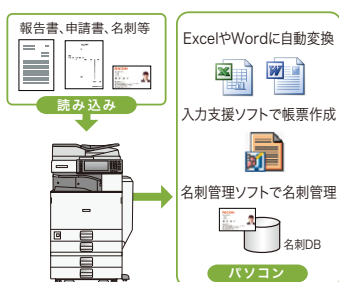 報告書、申請書、名刺等
読み込み
ExcelやWordに自動変換
入力支援ソフトで帳票作成
名刺管理ソフトで名刺管理
名刺DB
パソコン